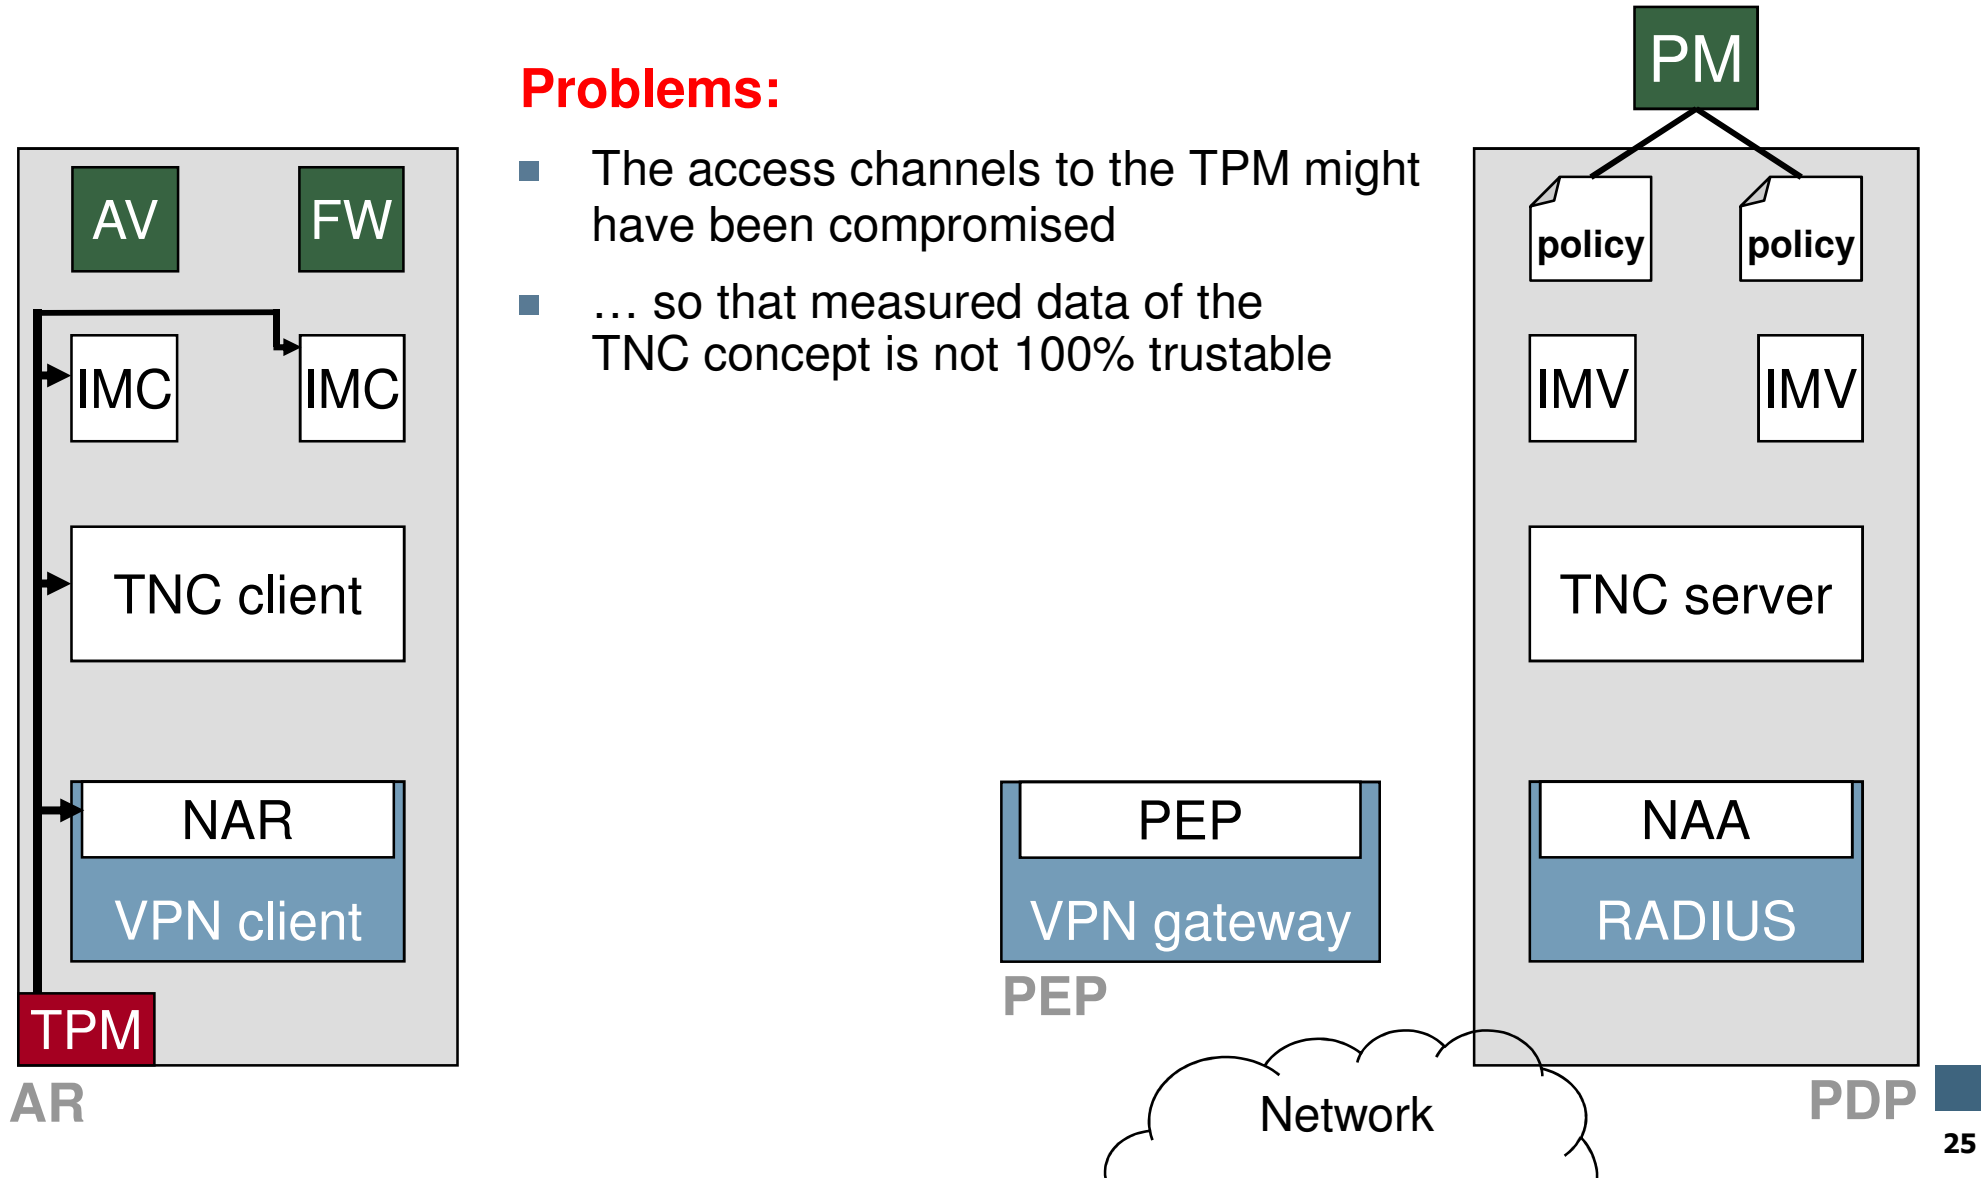 PM
Problems:
The access channels to the TPM might
have been compromised
… so that measured data of the
TNC concept is not 100% trustable
AV FW
IMC IMC
TNC client
NAR
VPN client
TPM
AR
PEP
VPN gateway
PEP
Network
policy policy
IMV IMV
TNC server
NAA
RADIUS
PDP
25